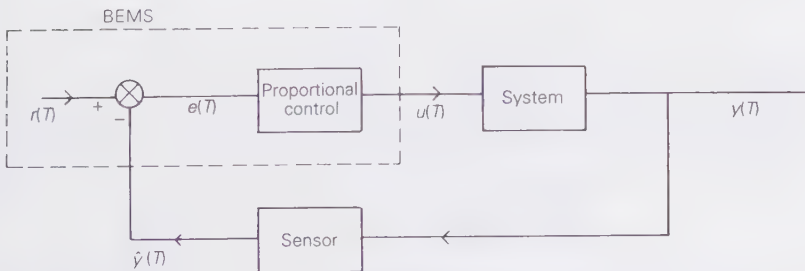 BEMS
r(T)
+
−
e(T)
Proportional
control
u(T)
System
y(T)
Sensor
ŷ(T)